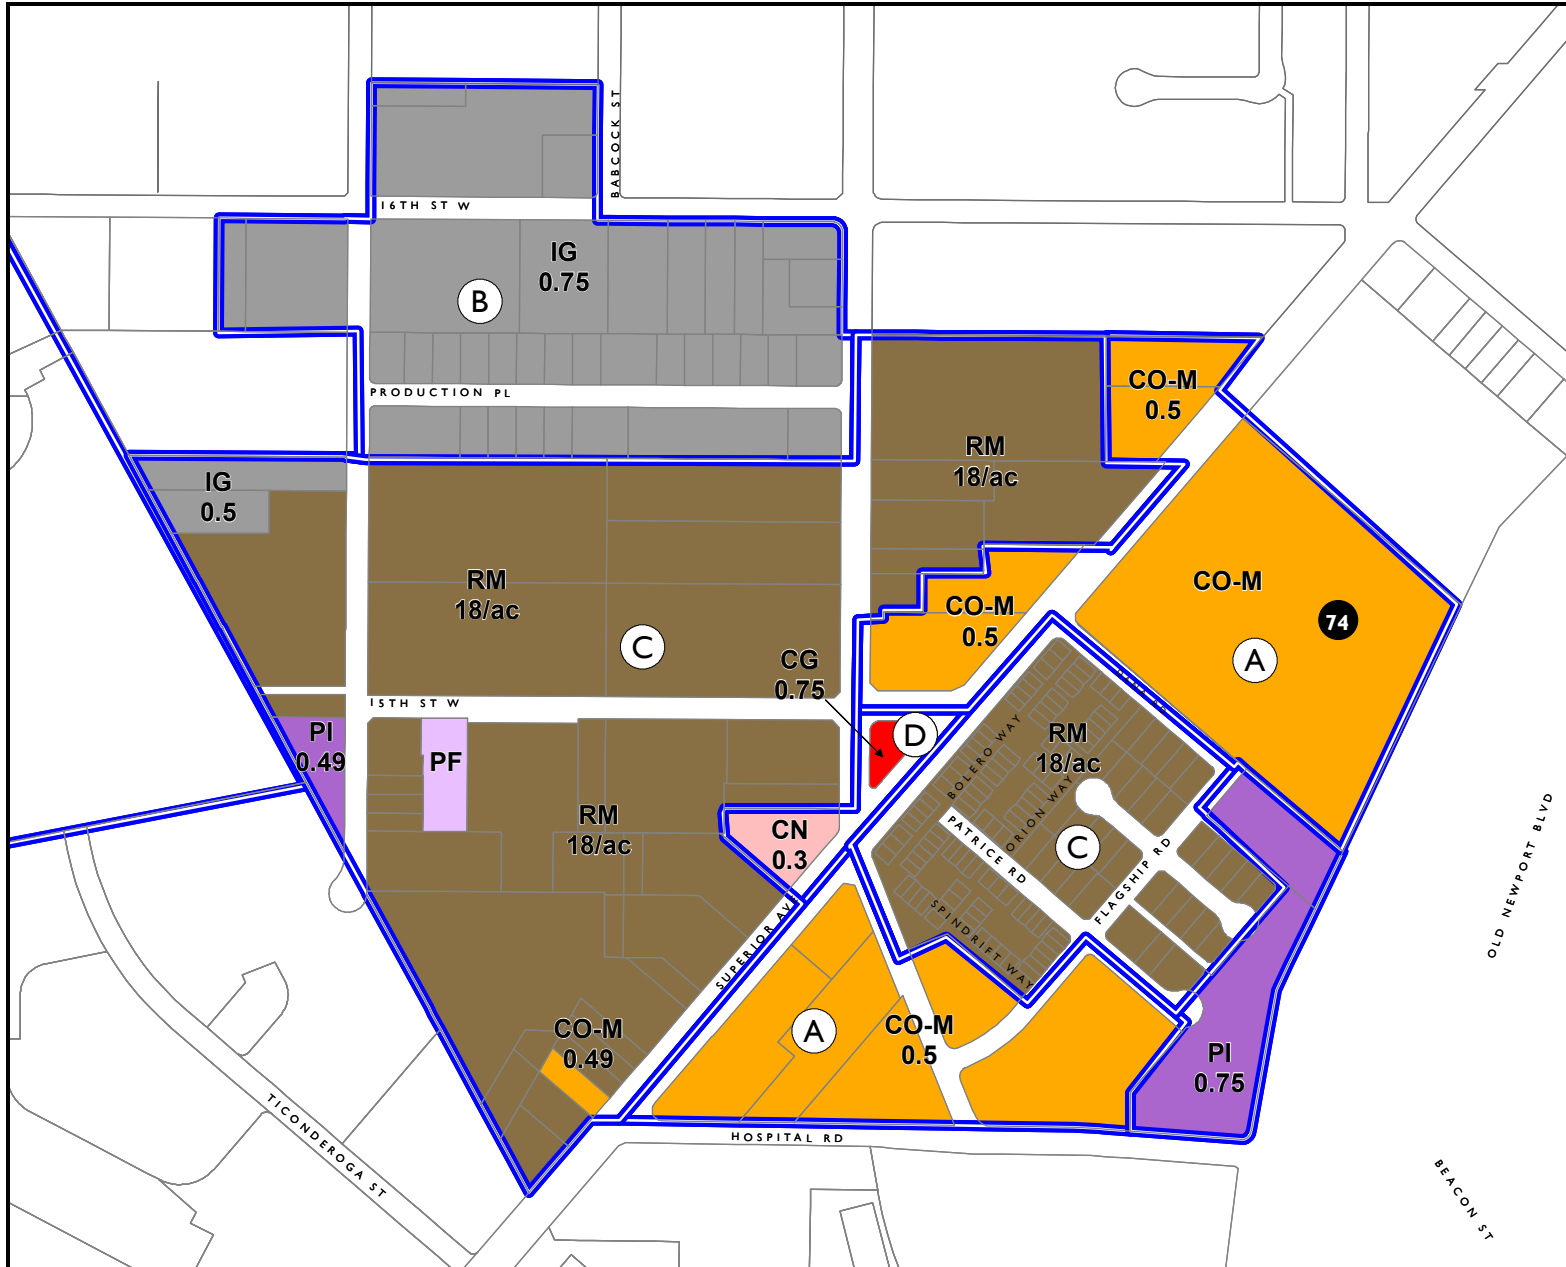 BABCOCK ST
16TH ST W
IG
0.75
B
PRODUCTION PL
CO-M
0.5
RM
18/ac
IG
0.5
RM
18/ac
CO-M
0.5
CO-M
74
A
C
CG
0.75
15TH ST W
PI
0.49
PF
D
BOLERO WAY
RM
18/ac
ORION WAY
PATRICE RD
C
FLAGSHIP RD
RM
18/ac
CN
0.3
SUPERIOR AVE
SPINDRIFT WAY
OLD NEWPORT BLVD
CO-M
0.49
A
CO-M
0.5
PI
0.75
TICONDEROGA ST
HOSPITAL RD
BEACON ST